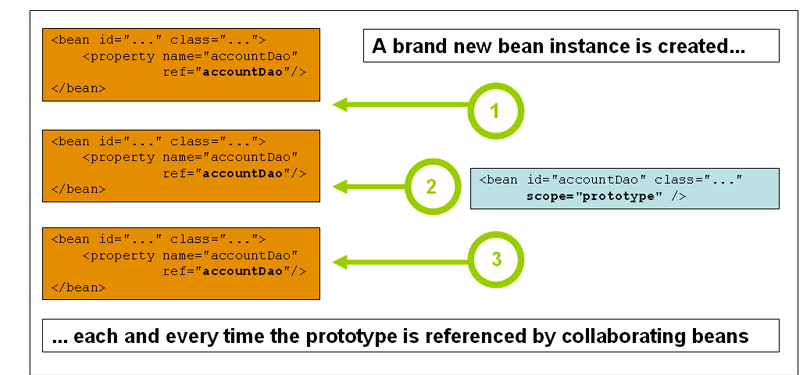 <bean id="..." class="...">
<property name="accountDao"
ref="accountDao"/>
</bean>
A brand new bean instance is created...
1
<bean id="..." class="...">
<property name="accountDao"
ref="accountDao"/>
</bean>
2
<bean id="accountDao" class="..."
scope="prototype" />
<bean id="..." class="...">
<property name="accountDao"
ref="accountDao"/>
</bean>
3
... each and every time the prototype is referenced by collaborating beans